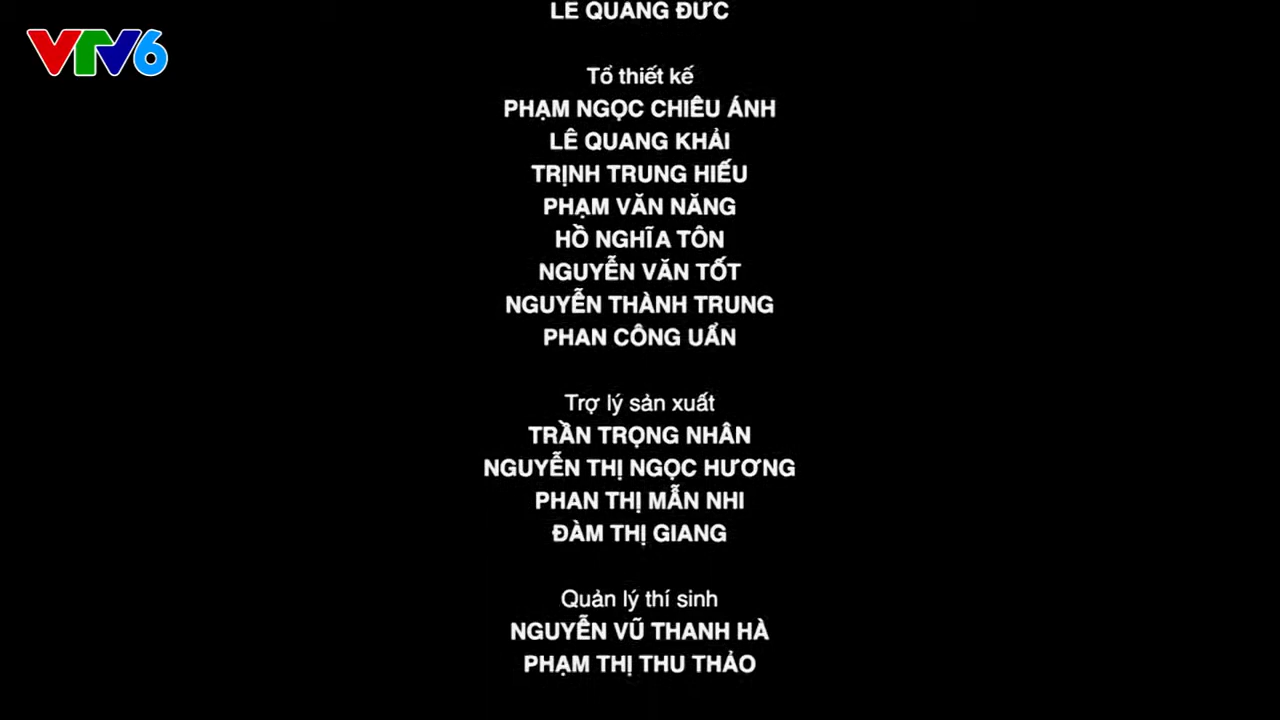 LÊ QUANG ĐỨC
VTV6
Tổ thiết kế
PHẠM NGỌC CHIÊU ÁNH
LÊ QUANG KHẢI
TRỊNH TRUNG HIẾU
PHẠM VĂN NĂNG
HỒ NGHĨA TÔN
NGUYỄN VĂN TỐT
NGUYỄN THÀNH TRUNG
PHAN CÔNG UẨN
Trợ lý sản xuất
TRẦN TRỌNG NHÂN
NGUYỄN THỊ NGỌC HƯƠNG
PHAN THỊ MẪN NHI
ĐÀM THỊ GIANG
Quản lý thí sinh
NGUYỄN VŨ THANH HÀ
PHẠM THỊ THU THẢO